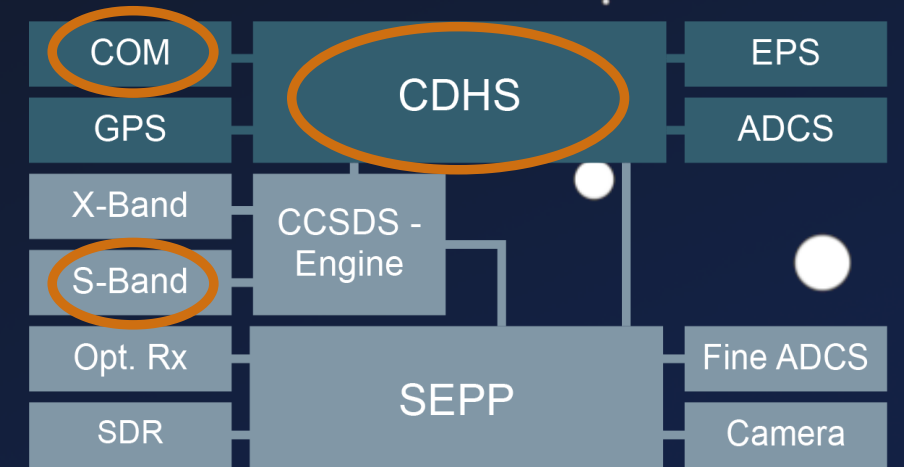 COM
CDHS
EPS
GPS
ADCS
X-Band
CCSDS -
Engine
S-Band
Opt. Rx
SEPP
Fine ADCS
SDR
Camera